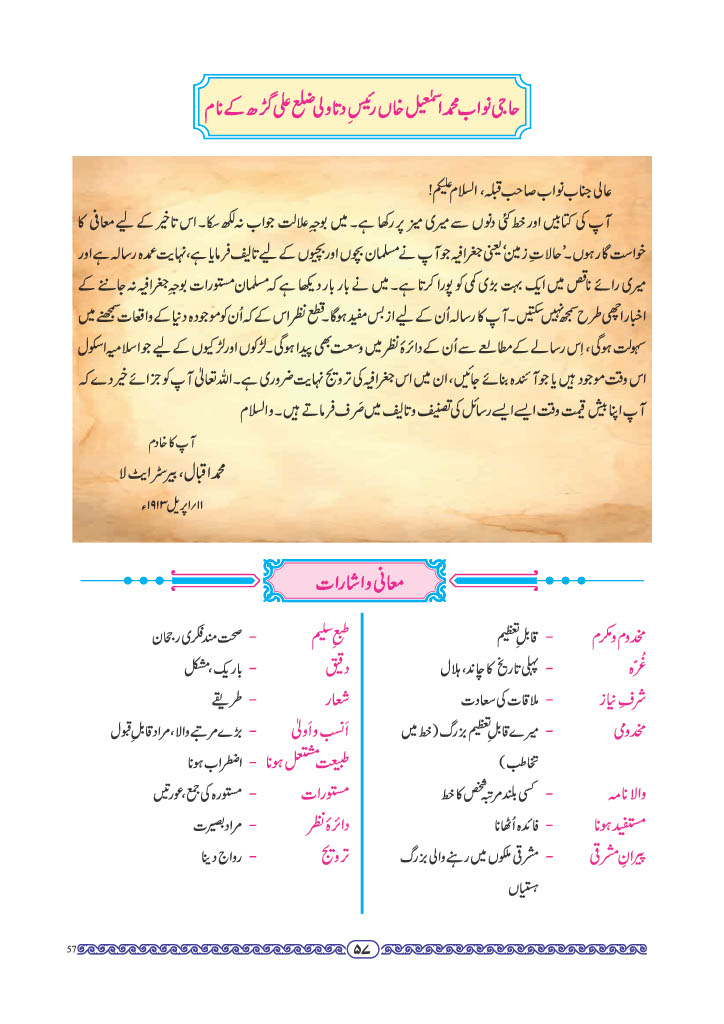 حاجی نواب محمد اسمٰعیل خاں رئیسِ دتاولی ضلع علی گڑھ کے نام
عالی جناب نواب صاحب قبلہ، السلام علیکم!
آپ کی کتابیں اور خط کئی دنوں سے میری میز پر رکھا ہے۔ میں بوجہِ علالت جواب نہ لکھ سکا۔ اس تاخیر کے لیے معافی کا
خواست گار ہوں۔ ’حالاتِ زمین‘ یعنی جغرافیہ جو آپ نے مسلمان بچوں اور بچیوں کے لیے تالیف فرمایا ہے، نہایت عمدہ رسالہ ہے اور
میری رائے ناقص میں ایک بہت بڑی کمی کو پورا کرتا ہے۔ میں نے بار بار دیکھا ہے کہ مسلمان مستورات بوجہِ جغرافیہ نہ جاننے کے
اخبار اچھی طرح سمجھ نہیں سکتیں۔ آپ کا رسالہ اُن کے لیے از بس مفید ہوگا۔ قطع نظر اس کے کہ اُن کو موجودہ دنیا کے واقعات سمجھنے میں
سہولت ہوگی، اِس رسالے کے مطالعے سے اُن کے دائرۂ نظر میں وسعت بھی پیدا ہوگی۔ لڑکوں اور لڑکیوں کے لیے جو اسلامیہ اسکول
اس وقت موجود ہیں یا جو آئندہ بنائے جائیں، ان میں اس جغرافیہ کی ترویج نہایت ضروری ہے۔ اللہ تعالیٰ آپ کو جزائے خیر دے کہ
آپ اپنا بیش قیمت وقت ایسے ایسے رسائل کی تصنیف و تالیف میں صَرف فرماتے ہیں۔ والسلام
آپ کا خادم
محمد اقبال، بیرسٹر ایٹ لا
۱۱؍اپریل ۱۹۱۳ء
معانی و اشارات
مخدوم و مکرم - قابلِ تعظیم
غُرّہ - پہلی تاریخ کا چاند، ہلال
شرفِ نیاز - ملاقات کی سعادت
مخدومی - میرے قابلِ تعظیم بزرگ (خط میں
تخاطب)
والا نامہ - کسی بلند مرتبہ شخص کا خط
مستفید ہونا - فائدہ اُٹھانا
پیرانِ مشرقی - مشرقی ملکوں میں رہنے والی بزرگ
ہستیاں
طبعِ سلیم - صحت مند فکری رجحان
دقیق - باریک، مشکل
شعار - طریقے
اَنسب و اَولیٰ - بڑے مرتبے والا، مراد قابلِ قبول
طبیعت مشتعل ہونا - اضطراب ہونا
مستورات - مستورہ کی جمع، عورتیں
دائرۂ نظر - مراد بصیرت
ترویج - رواج دینا
57
۵۷